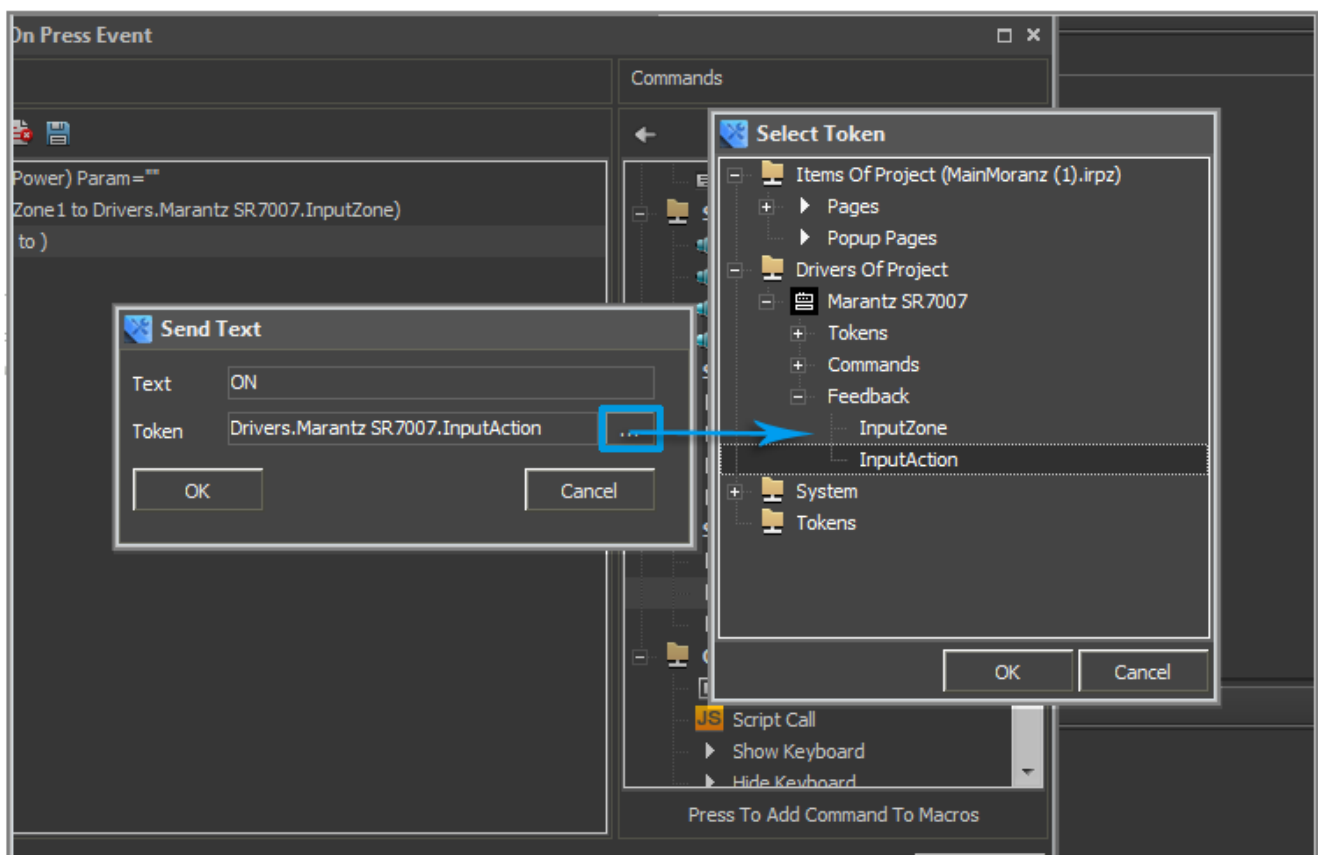 On Press Event
Commands
Power) Param=""
Zone1 to Drivers.Marantz SR7007.InputZone)
to )
Send Text
Text
ON
Token
Drivers.Marantz SR7007.InputAction
...
OK
Cancel
Select Token
Items Of Project (MainMoranz (1).irpz)
Pages
Popup Pages
Drivers Of Project
Marantz SR7007
Tokens
Commands
Feedback
InputZone
InputAction
System
Tokens
OK
Cancel
JS Script Call
Show Keyboard
Hide Keyboard
Press To Add Command To Macros